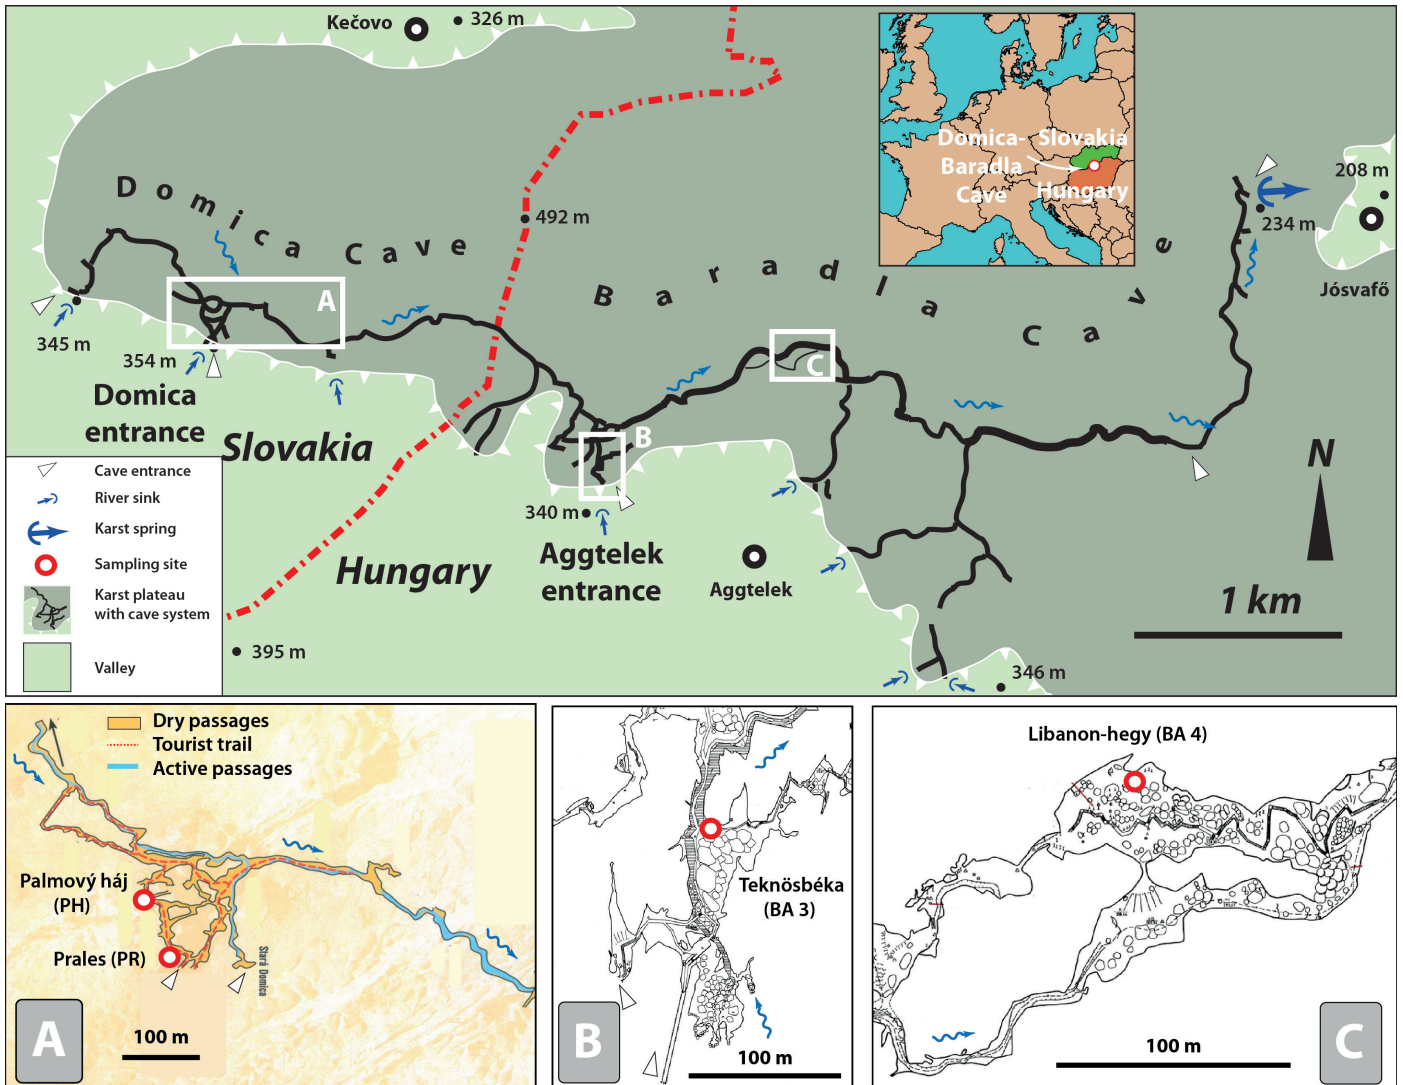 Kečovo
326 m
Domica Cave
492 m
Baradla Cave
Domica-
Baradla
Cave
Slovakia
Hungary
208 m
234 m
Jósvafő
A
345 m
354 m
Domica
entrance
Slovakia
C
B
340 m
Hungary
Aggtelek
entrance
Aggtelek
N
1 km
395 m
346 m
Cave entrance
River sink
Karst spring
Sampling site
Karst plateau
with cave system
Valley
Dry passages
Tourist trail
Active passages
Palmový háj
(PH)
Prales (PR)
Stará Domica
A
100 m
Teknösbéka
(BA 3)
B
100 m
Libanon-hegy (BA 4)
100 m
C